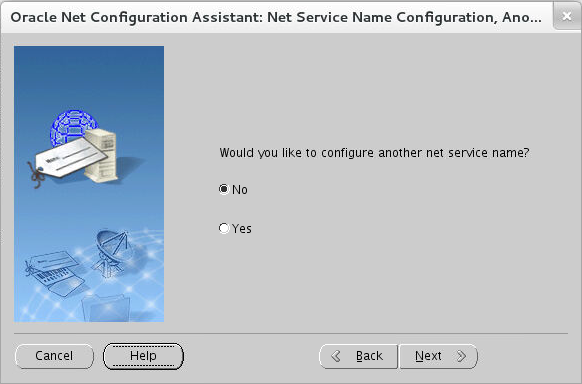 Oracle Net Configuration Assistant: Net Service Name Configuration, Ano...
Would you like to configure another net service name?
No
Yes
Cancel
Help
Back
Next